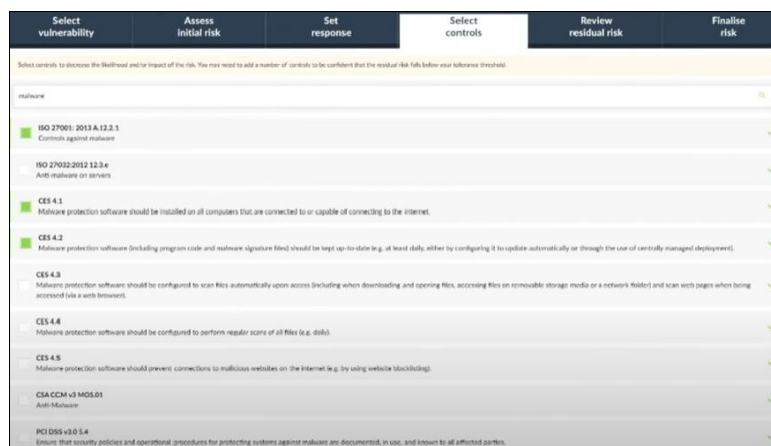 Select vulnerability
Assess initial risk
Set response
Select controls
Review residual risk
Finalise risk
Select controls to decrease the likelihood and/or impact of the risk. You may need to add a number of controls to be confident that the residual risk falls below your tolerance threshold.
malware
ISO 27001: 2013 A.12.2.1
Controls against malware
ISO 27032:2012 12.3.e
Anti-malware on servers
CES 4.1
Malware protection software should be installed on all computers that are connected to or capable of connecting to the internet.
CES 4.2
Malware protection software (including program code and malware signature files) should be kept up-to-date (e.g. at least daily, either by configuring it to update automatically or through the use of centrally managed deployment).
CES 4.3
Malware protection software should be configured to scan files automatically upon access (including when downloading and opening files, accessing files on removable storage media or a network folder) and scan web pages when being
accessed (via a web browser).
CES 4.4
Malware protection software should be configured to perform regular scans of all files (e.g. daily).
CES 4.5
Malware protection software should prevent connections to malicious websites on the internet (e.g. by using website blocklisting).
CSA CCM v3 MOS.01
Anti-Malware
PCI DSS v3.0 5.4
Ensure that security policies and operational procedures for protecting systems against malware are documented, in use, and known to all affected parties.